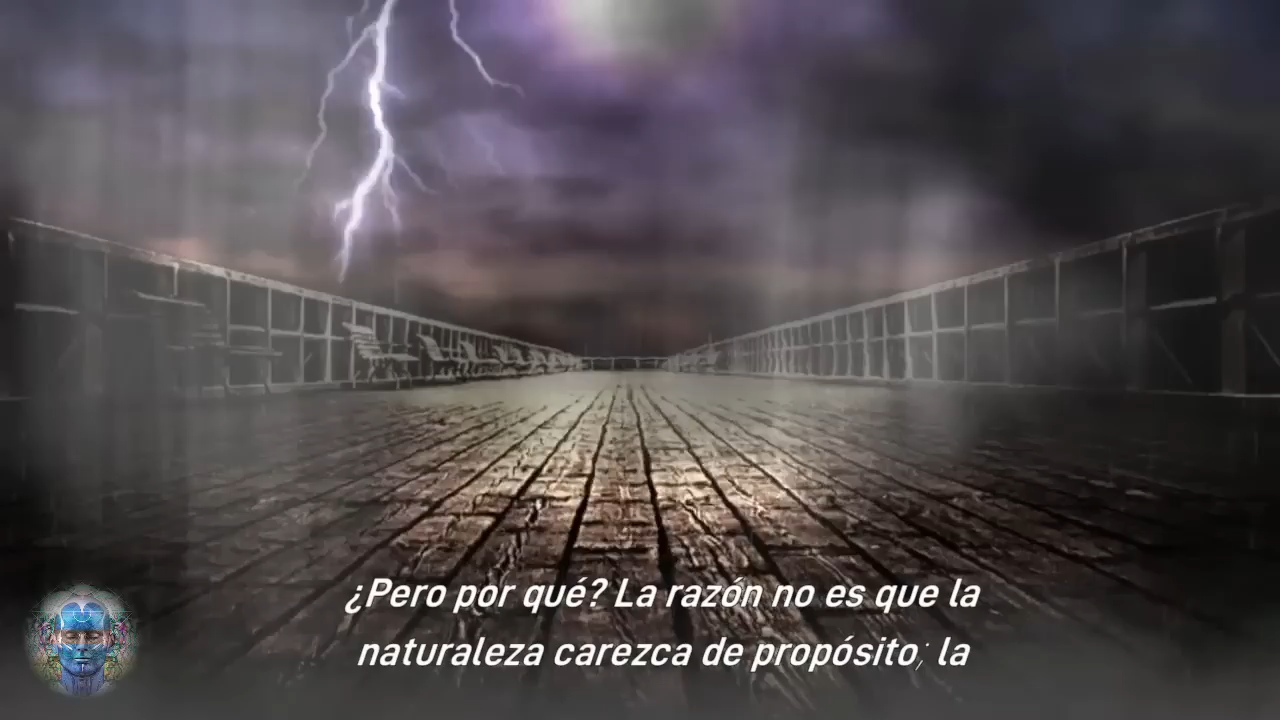 ¿Pero por qué? La razón no es que la
naturaleza carezca de propósito; la